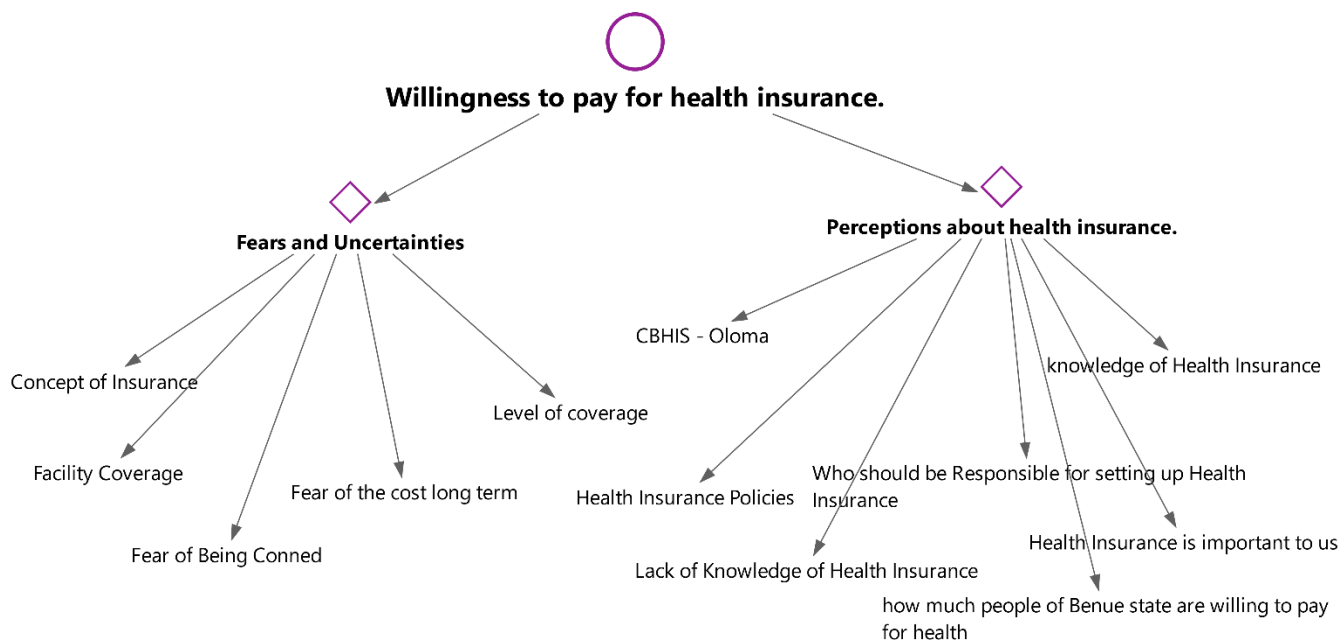 Willingness to pay for health insurance.
Fears and Uncertainties
Perceptions about health insurance.
CBHIS - Oloma
knowledge of Health Insurance
Concept of Insurance
Level of coverage
Facility Coverage
Fear of the cost long term
Health Insurance Policies
Who should be Responsible for setting up Health
Insurance
Fear of Being Conned
Lack of Knowledge of Health Insurance
Health Insurance is important to us
how much people of Benue state are willing to pay
for health